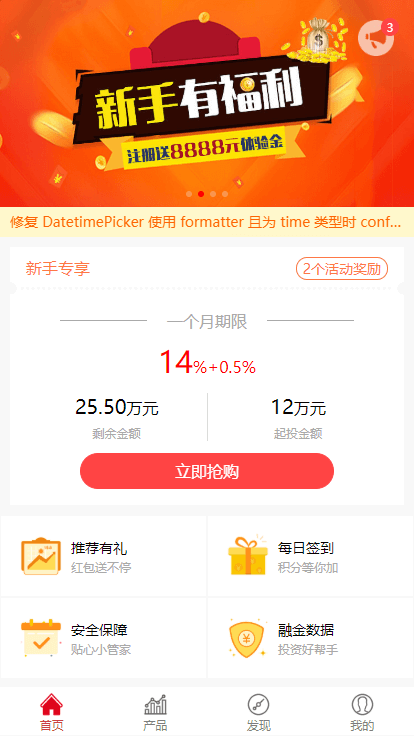 3
新手有福利
注册送8888元体验金
修复 DatetimePicker 使用 formatter 且为 time 类型时 conf...
新手专享
2个活动奖励
一个月期限
14%+0.5%
25.50万元
12万元
剩余金额
起投金额
立即抢购
推荐有礼
红包送不停
每日签到
积分等你加
安全保障
贴心小管家
融金数据
投资好帮手
首页
产品
发现
我的